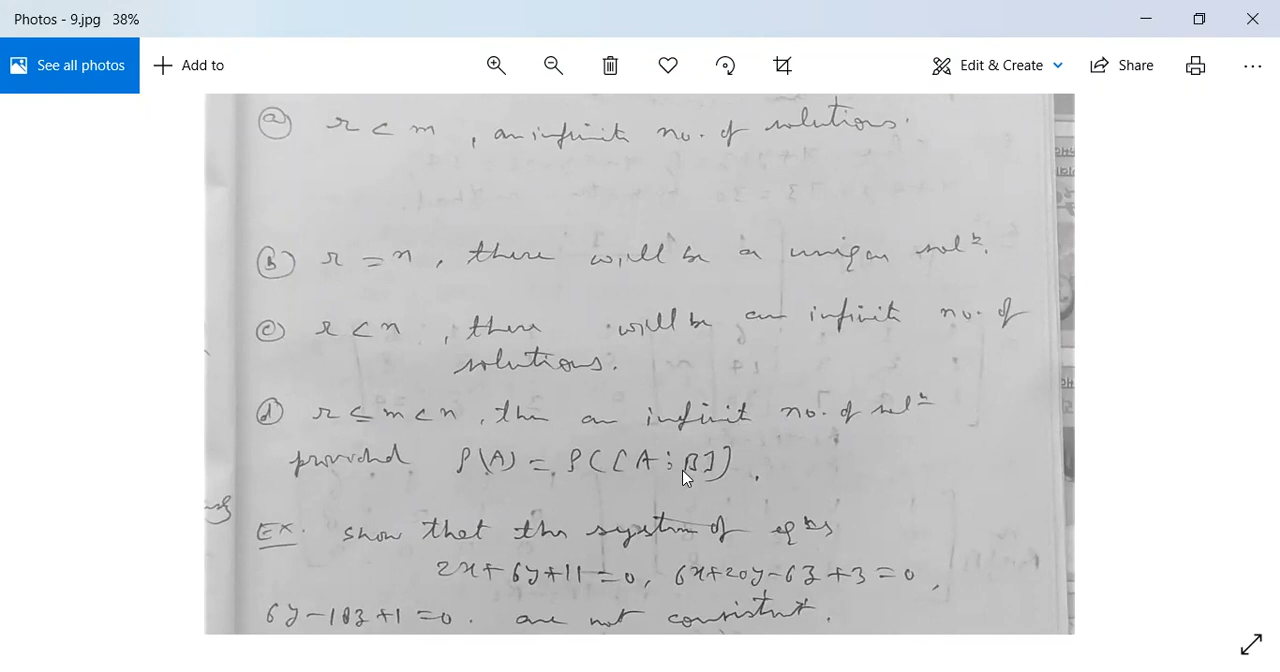 Photos - 9.jpg 38%
See all photos
Add to
Edit & Create
Share
(a) r < m, an infinite no. of solutions.
(b) r = n, there will be a unique solⁿ.
(c) r < n, there will be an infinite no. of
solutions.
(d) r ≤ m < n, then an infinit no. of solⁿ
provided ρ(A) = ρ([A : B]).
EX. Show that the system of eqⁿs
2x + 6y + 11 = 0, 6x + 20y - 6z + 3 = 0,
6y - 18z + 1 = 0. are not consistent.